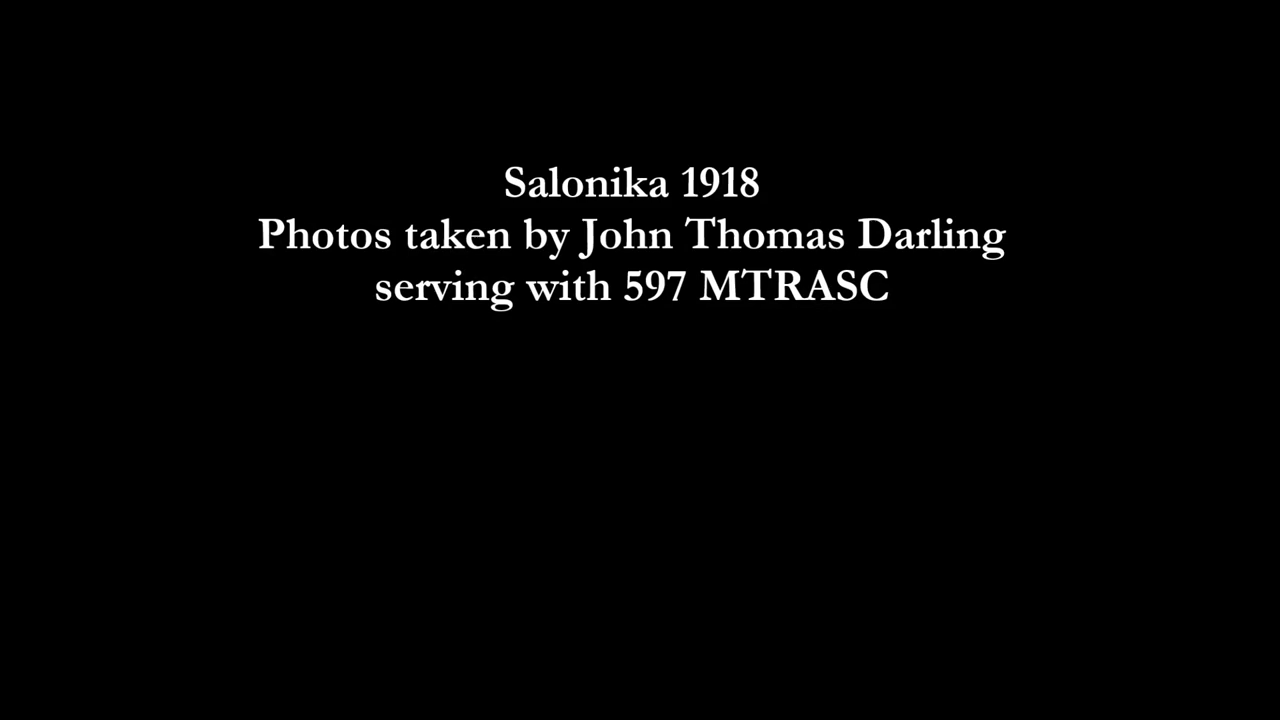 Salonika 1918
Photos taken by John Thomas Darling
serving with 597 MTRASC